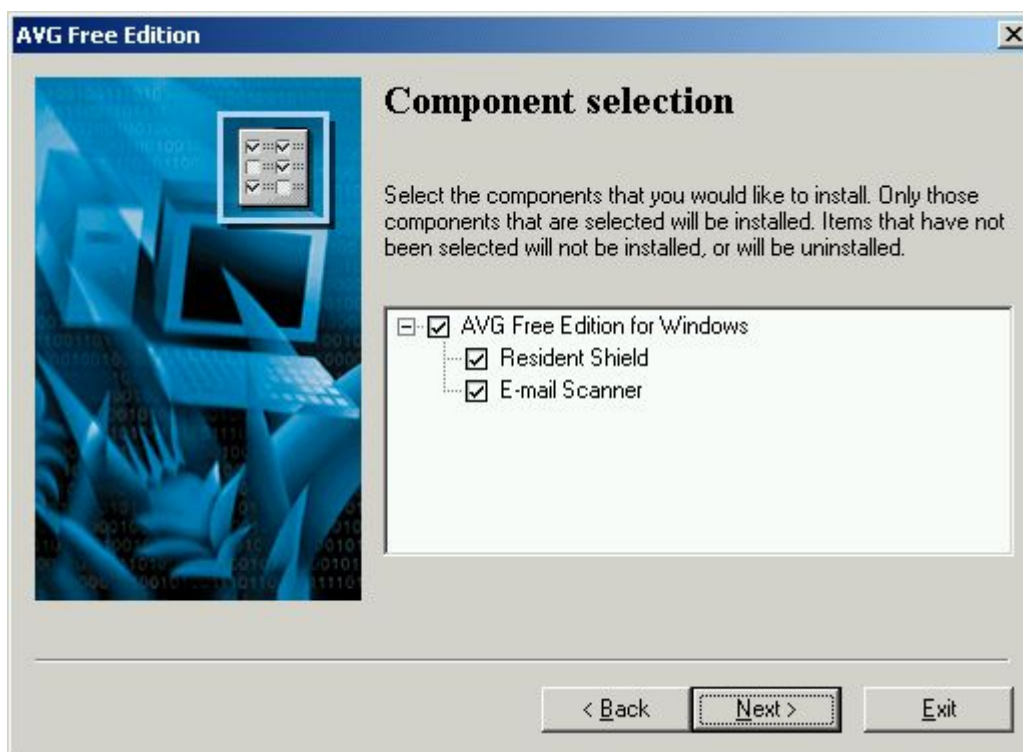 AVG Free Edition
Component selection
Select the components that you would like to install. Only those
components that are selected will be installed. Items that have not
been selected will not be installed, or will be uninstalled.
AVG Free Edition for Windows
Resident Shield
E-mail Scanner
< Back
Next >
Exit